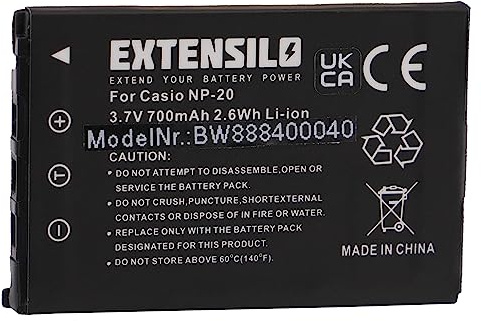 EXTENSILO
EXTEND YOUR BATTERY POWER
For Casio NP-20
3.7V 700mAh 2.6Wh Li-ion
ModelNr.:BW888400040
CAUTION:
• DO NOT ATTEMPT TO DISASSEMBLE,OPEN OR
SERVICE THE BATTERY
• DO NOT CRUSH,PUNCTURE,SHORTEXTERNAL
CONTACTS OR DISPOSE OF IN FIRE OR WATER
• REPLACE ONLY WITH THE BATTERY PACK
DESIGNATED FOR THIS EQUIPMENT.
• DO NOT DISPOSE ABOVE 60°C(140°F)
UK
CA
CE
MADE IN CHINA
+
T
−